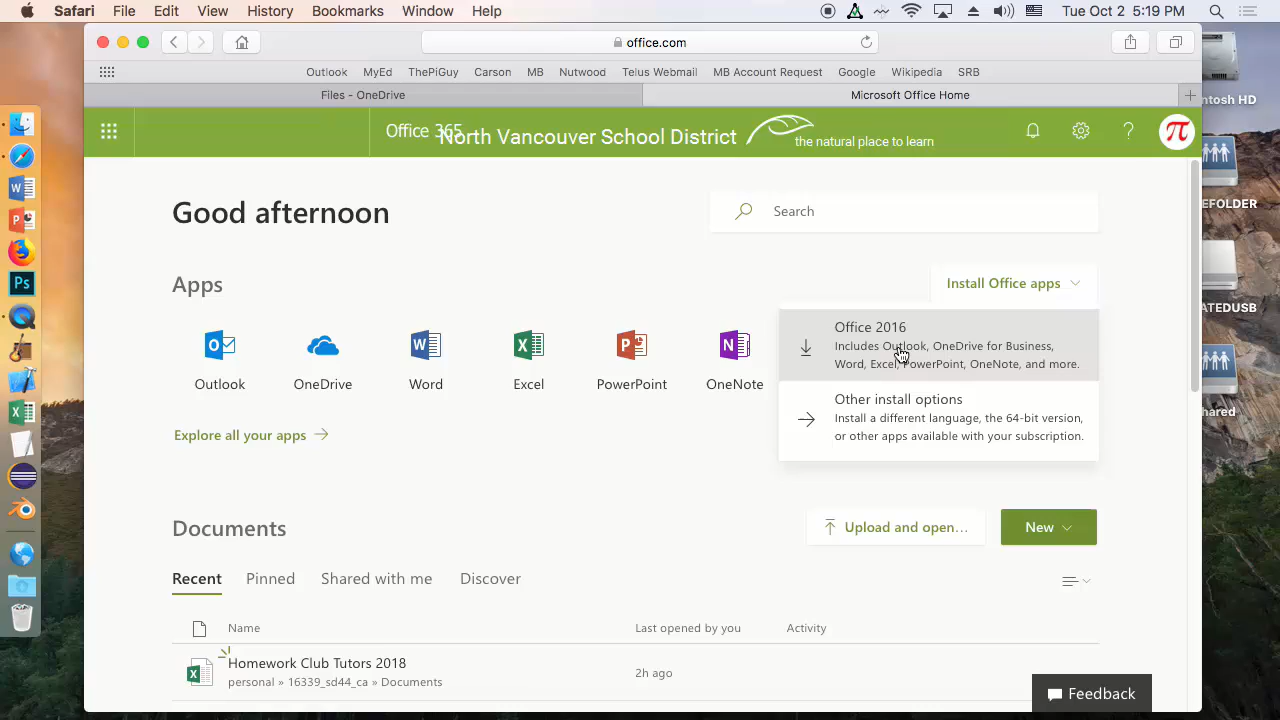 Safari File Edit View History Bookmarks Window Help Tue Oct 2 5:19 PM
office.com
Outlook MyEd ThePiGuy Carson MB Nutwood Telus Webmail MB Account Request Google Wikipedia SRB
Files - OneDrive Microsoft Office Home
Office 365 North Vancouver School District the natural place to learn
Good afternoon
Search
Apps
Install Office apps
Outlook OneDrive Word Excel PowerPoint OneNote
Office 2016
Includes Outlook, OneDrive for Business,
Word, Excel, PowerPoint, OneNote, and more.
Other install options
Install a different language, the 64-bit version,
or other apps available with your subscription.
Explore all your apps
Documents
Upload and open...
New
Recent Pinned Shared with me Discover
Name Last opened by you Activity
Homework Club Tutors 2018
personal » 16339_sd44_ca » Documents
2h ago
Feedback
ntosh HD
EFOLDER
ATEDUSB
hared